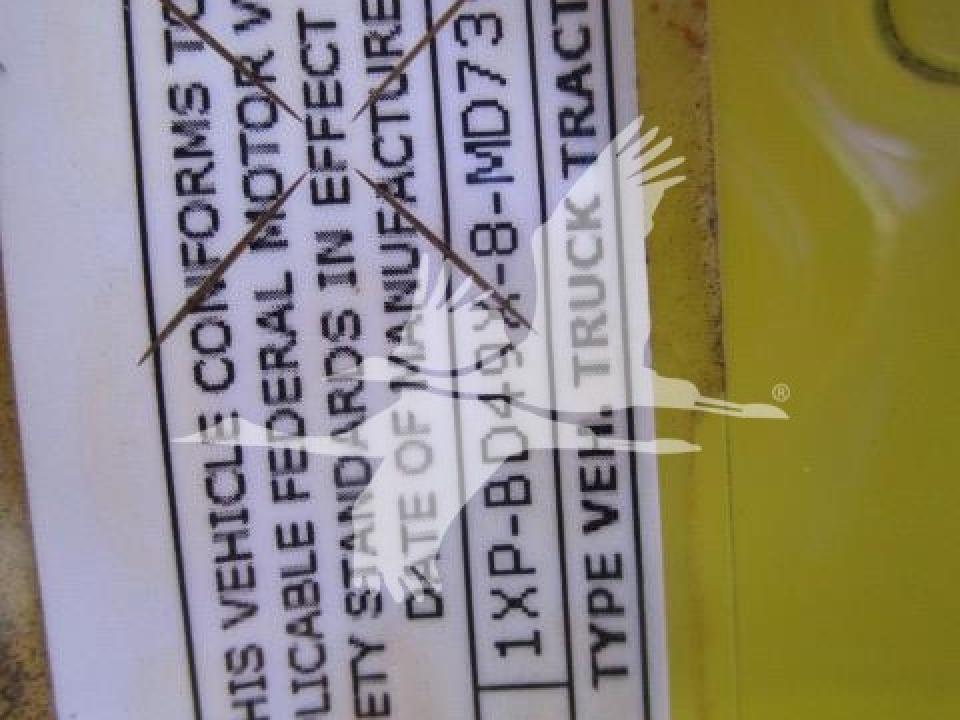 HIS VEHICLE CONFORMS TO
LICABLE FEDERAL MOTOR V
ETY STANDARDS IN EFFECT
DATE OF MANUFACTURE
1XP-8D49X-8-MD73
TYPE VEH. TRUCK TRACT
®